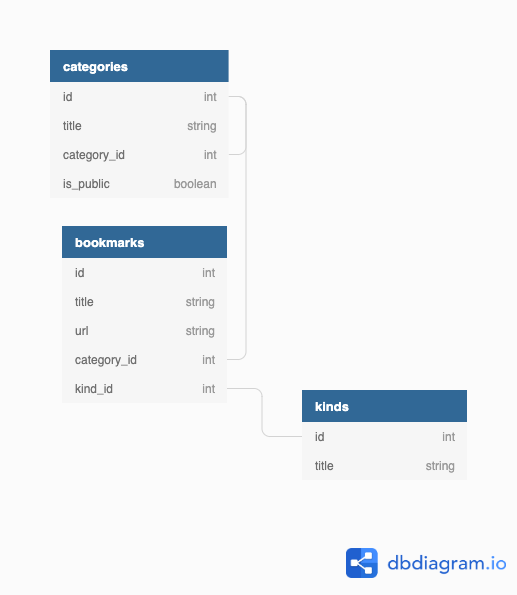 categories
id int
title string
category_id int
is_public boolean
bookmarks
id int
title string
url string
category_id int
kind_id int
kinds
id int
title string
dbdiagram.io